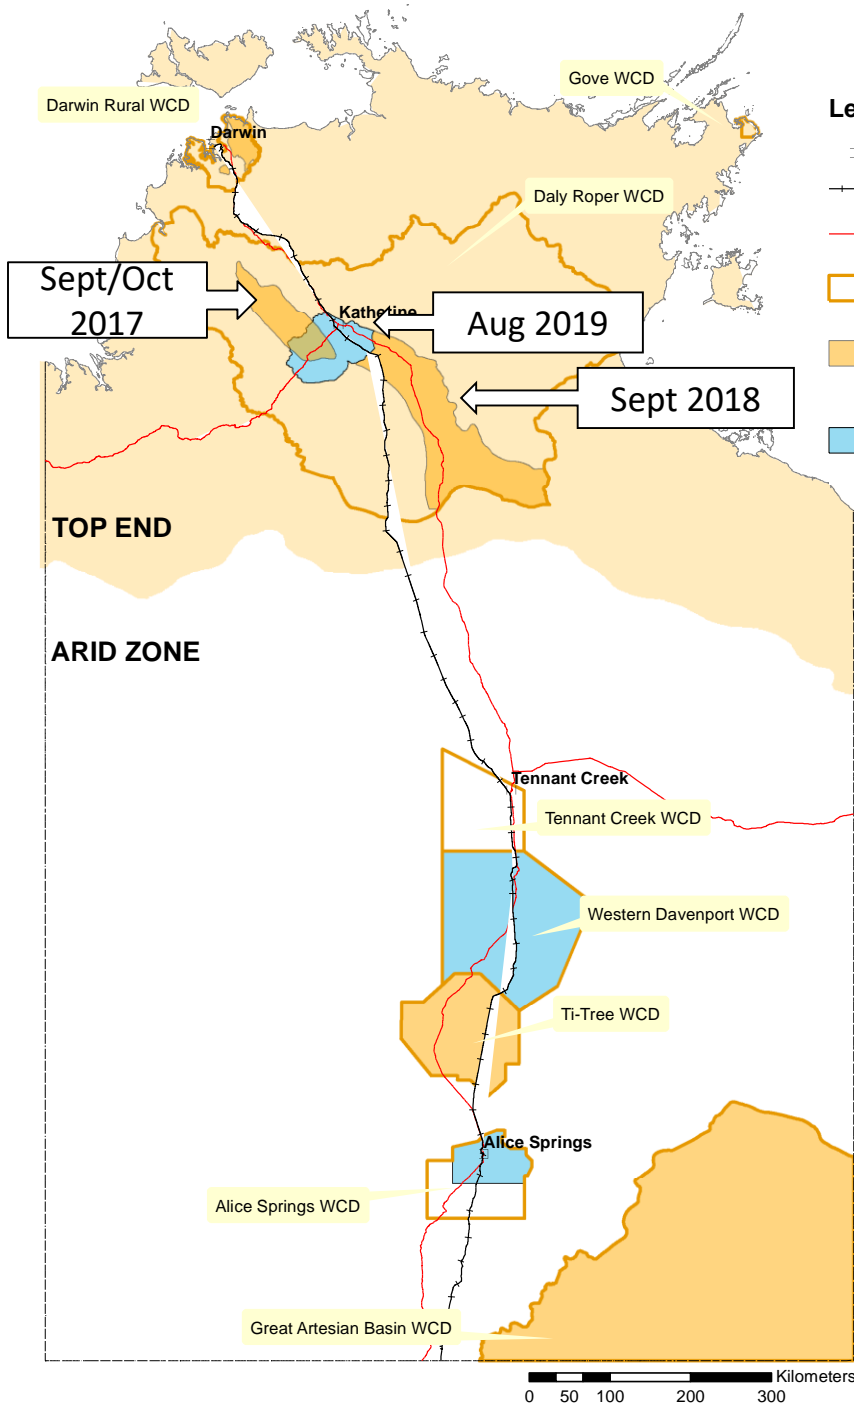 Gove WCD
Darwin Rural WCD
Le
Darwin
Daly Roper WCD
Sept/Oct
2017
Kathetine
Aug 2019
Sept 2018
TOP END
ARID ZONE
Tennant Creek
Tennant Creek WCD
Western Davenport WCD
Ti-Tree WCD
Alice Springs
Alice Springs WCD
Great Artesian Basin WCD
Kilometers
0 50 100 200 300